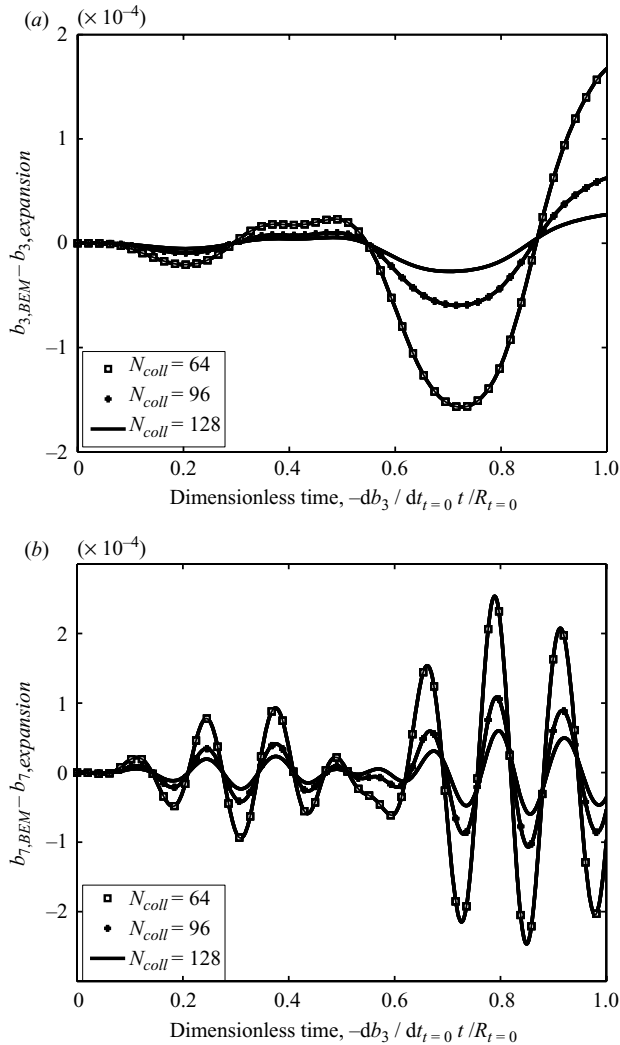 (a) (× 10⁻⁴)
2
1
0
−1
−2
b₃,BEM − b₃,expansion
N_coll = 64
N_coll = 96
N_coll = 128
0 0.2 0.4 0.6 0.8 1.0
Dimensionless time, −db₃ / dt_{t=0} t /R_{t=0}
(b) (× 10⁻⁴)
2
1
0
−1
−2
b₇,BEM − b₇,expansion
N_coll = 64
N_coll = 96
N_coll = 128
0 0.2 0.4 0.6 0.8 1.0
Dimensionless time, −db₃ / dt_{t=0} t /R_{t=0}